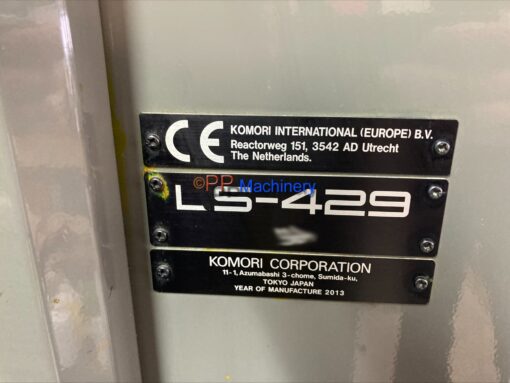 CE KOMORI INTERNATIONAL (EUROPE) B.V.
Reactorweg 151, 3542 AD Utrecht
The Netherlands.
©PP Machinery
LS-429
KOMORI CORPORATION
11-1, Azumabashi 3-chome, Sumida-ku,
TOKYO JAPAN
YEAR OF MANUFACTURE 2013